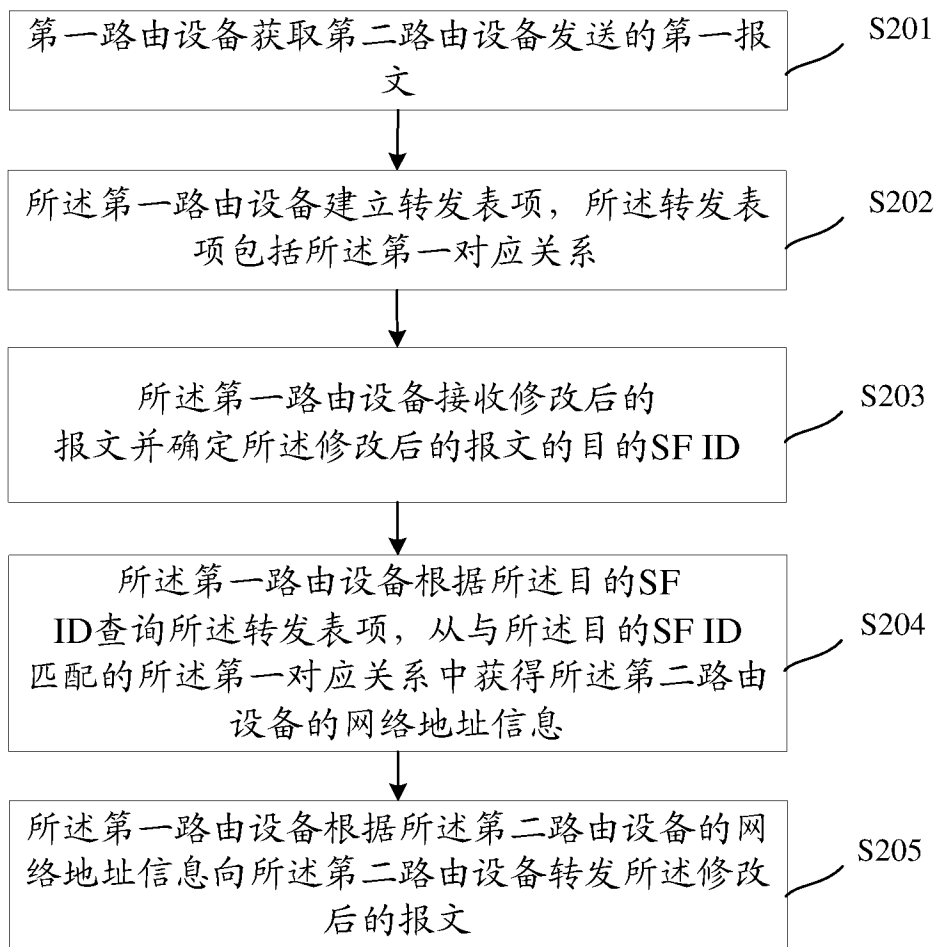 第一路由设备获取第二路由设备发送的第一报
文
S201
所述第一路由设备建立转发表项，所述转发表
项包括所述第一对应关系
S202
所述第一路由设备接收修改后的
报文并确定所述修改后的报文的目的SF ID
S203
所述第一路由设备根据所述目的SF
ID查询所述转发表项，从与所述目的SF ID
匹配的所述第一对应关系中获得所述第二路由
设备的网络地址信息
S204
所述第一路由设备根据所述第二路由设备的网
络地址信息向所述第二路由设备转发所述修改
后的报文
S205